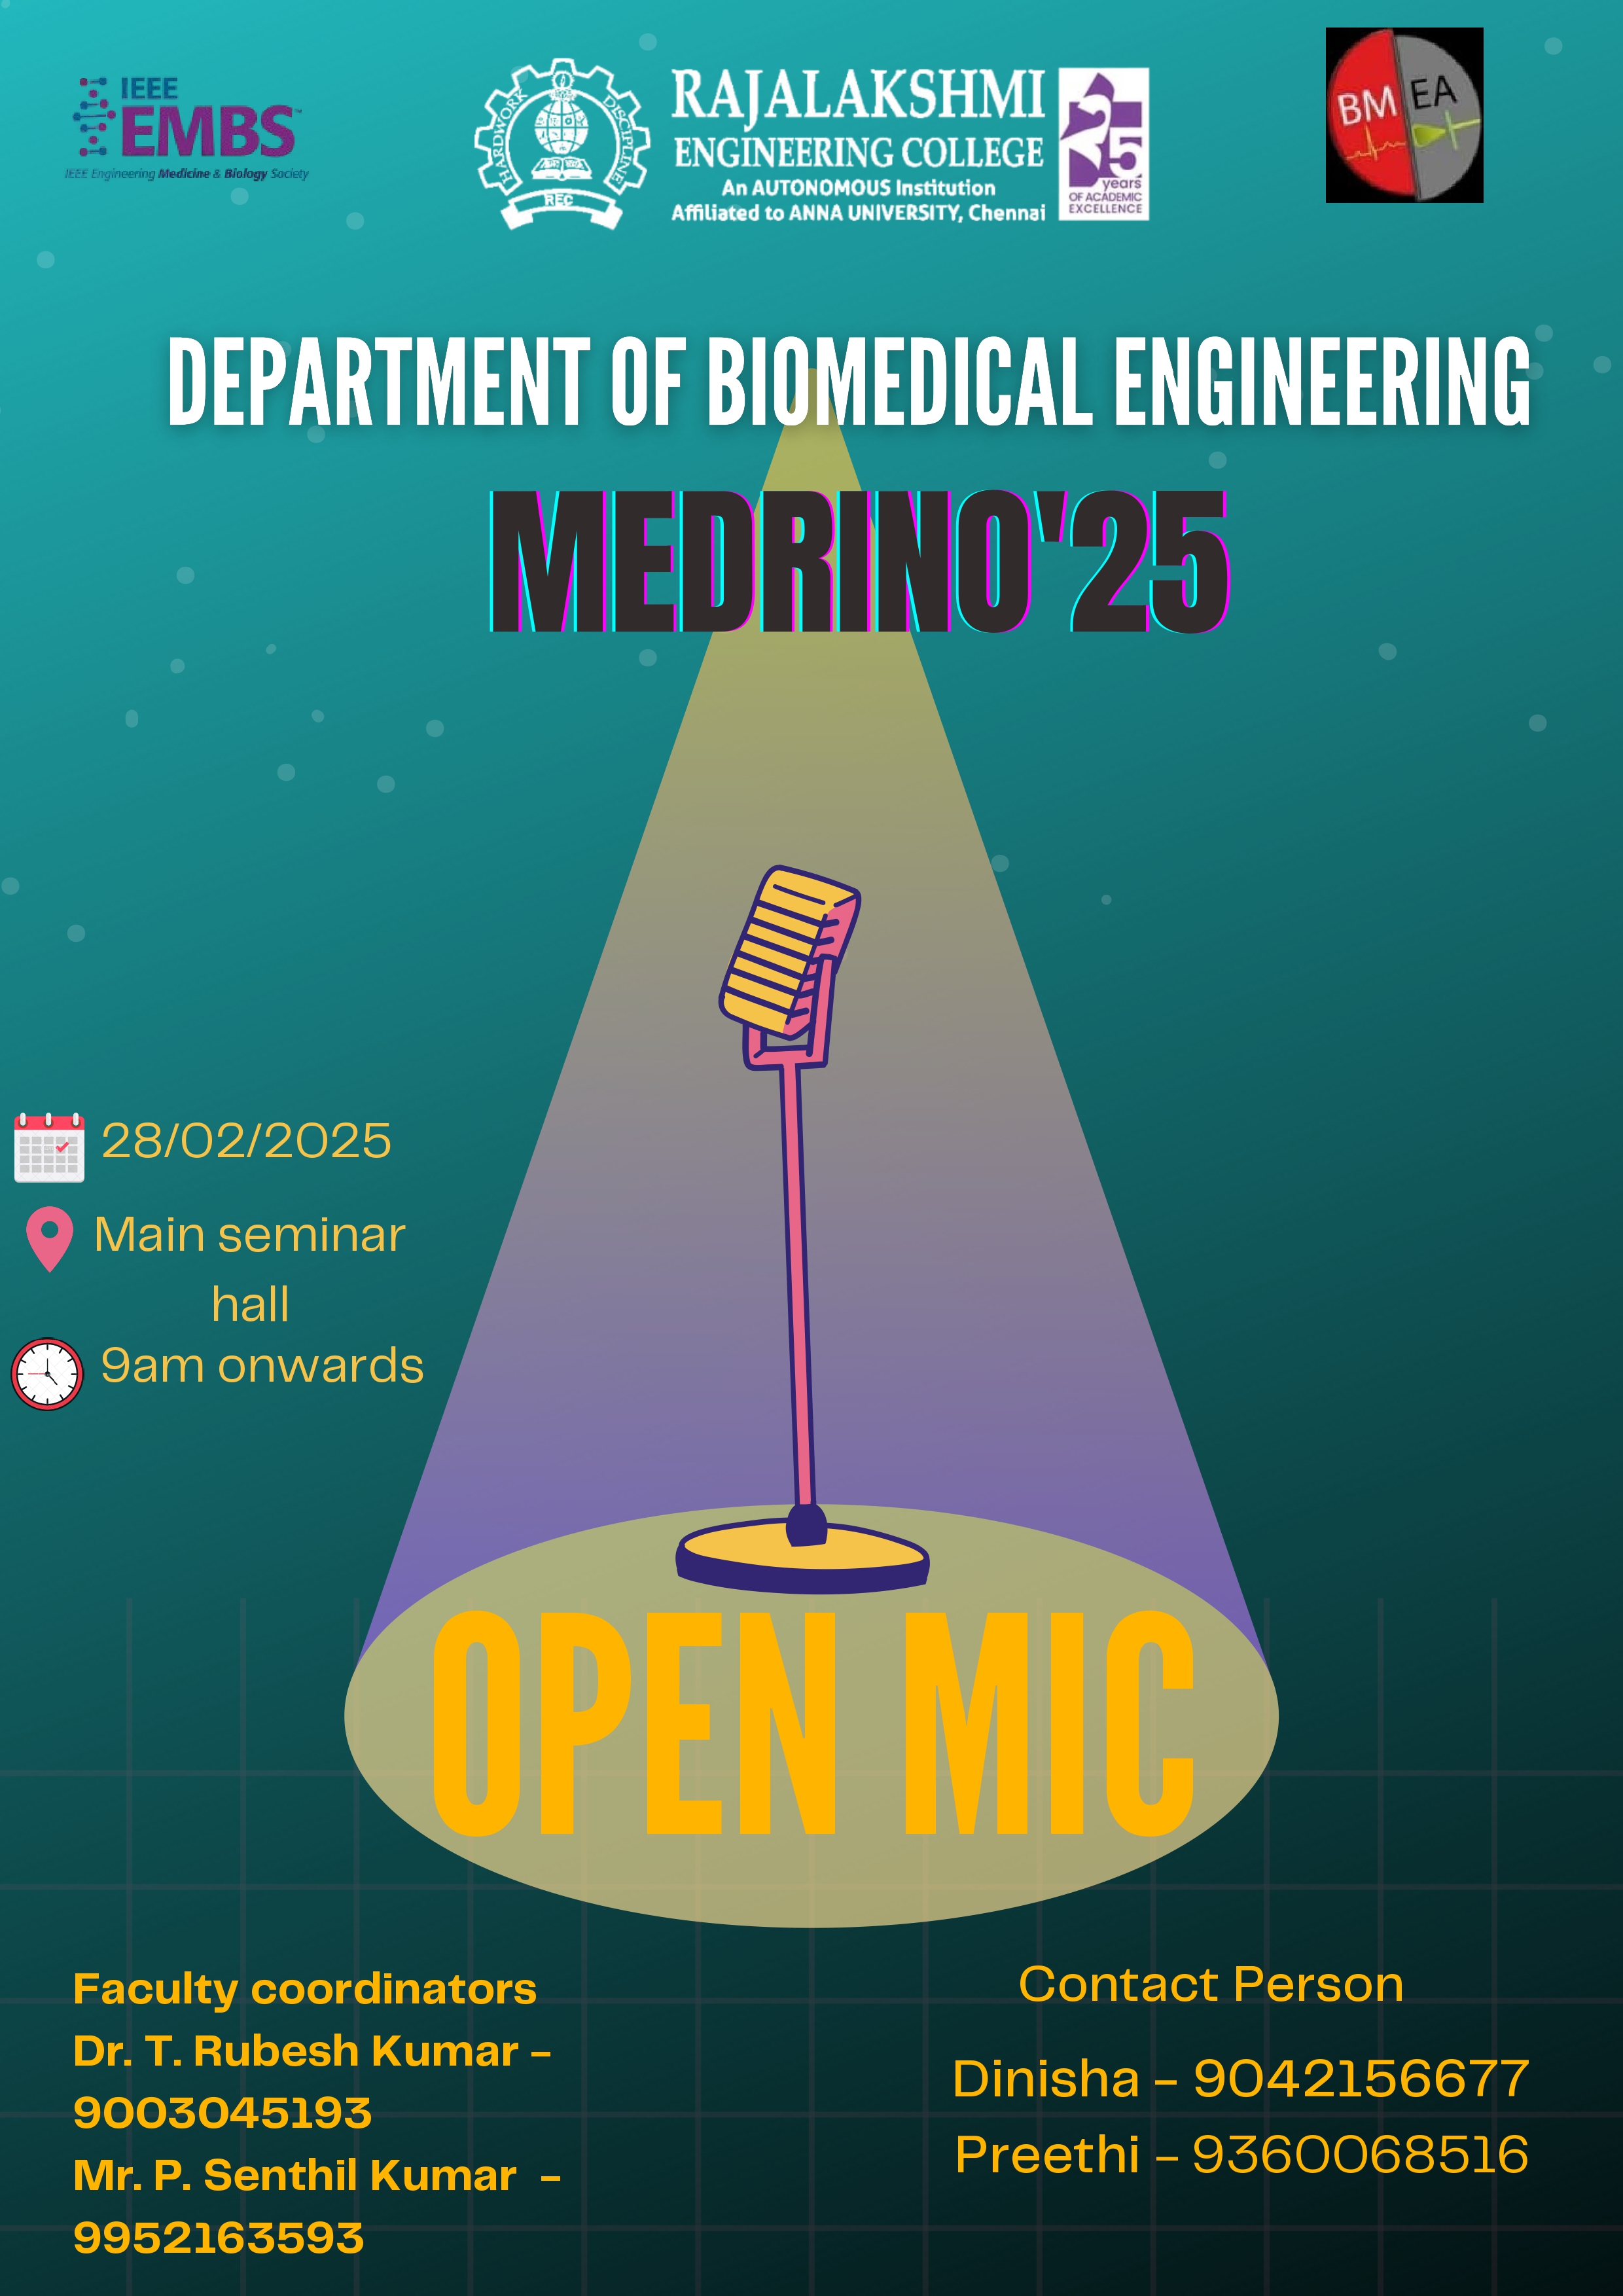 IEEE
EMBS™
IEEE Engineering Medicine & Biology Society
HARDWORK
DISCIPLINE
REC
RAJALAKSHMI
ENGINEERING COLLEGE
An AUTONOMOUS Institution
Affiliated to ANNA UNIVERSITY, Chennai
25
years
OF ACADEMIC
EXCELLENCE
BM EA
DEPARTMENT OF BIOMEDICAL ENGINEERING
MEDRINO'25
28/02/2025
Main seminar
hall
9am onwards
OPEN MIC
Faculty coordinators
Dr. T. Rubesh Kumar -
9003045193
Mr. P. Senthil Kumar -
9952163593
Contact Person
Dinisha - 9042156677
Preethi - 9360068516